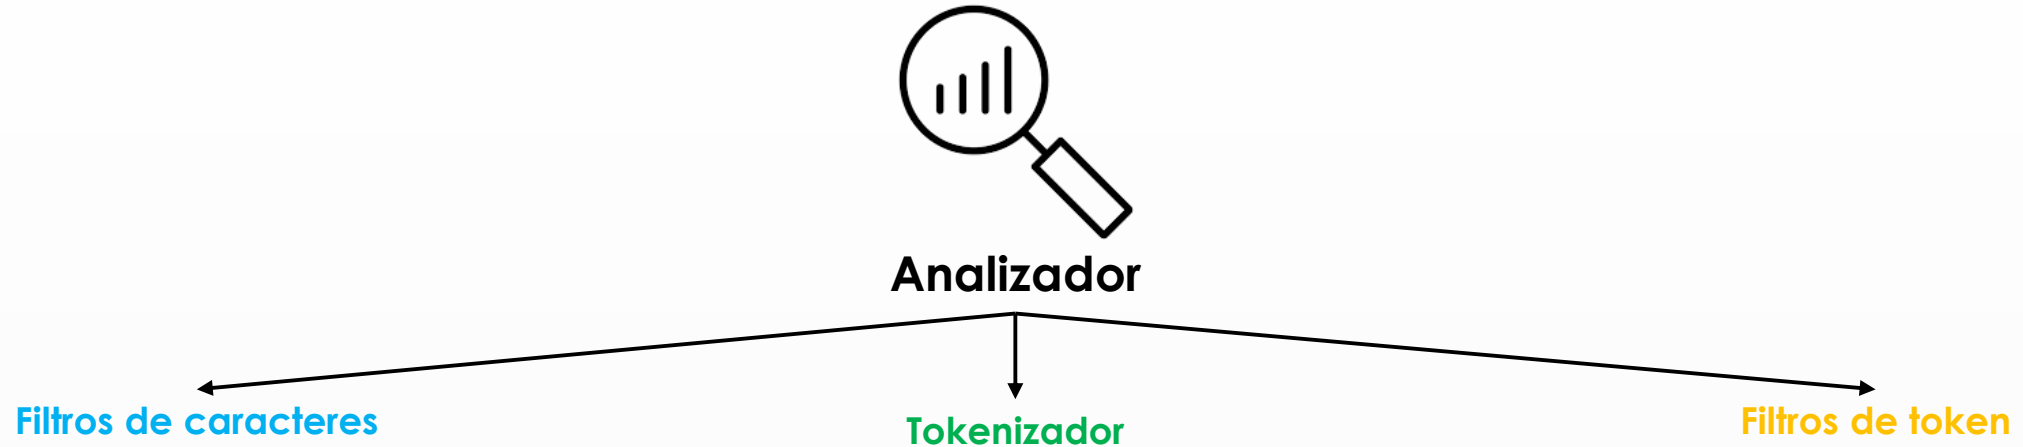 Analizador
Filtros de caracteres
Tokenizador
Filtros de token